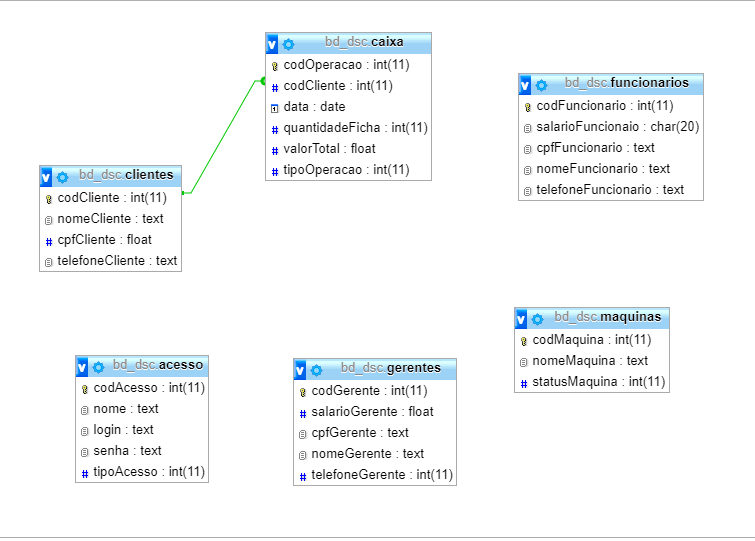 bd_dsc.caixa
codOperacao : int(11)
codCliente : int(11)
data : date
quantidadeFicha : int(11)
valorTotal : float
tipoOperacao : int(11)
bd_dsc.funcionarios
codFuncionario : int(11)
salarioFuncionaio : char(20)
cpfFuncionario : text
nomeFuncionario : text
telefoneFuncionario : text
bd_dsc.clientes
codCliente : int(11)
nomeCliente : text
cpfCliente : float
telefoneCliente : text
bd_dsc.maquinas
codMaquina : int(11)
nomeMaquina : text
statusMaquina : int(11)
bd_dsc.acesso
codAcesso : int(11)
nome : text
login : text
senha : text
tipoAcesso : int(11)
bd_dsc.gerentes
codGerente : int(11)
salarioGerente : float
cpfGerente : text
nomeGerente : text
telefoneGerente : int(11)